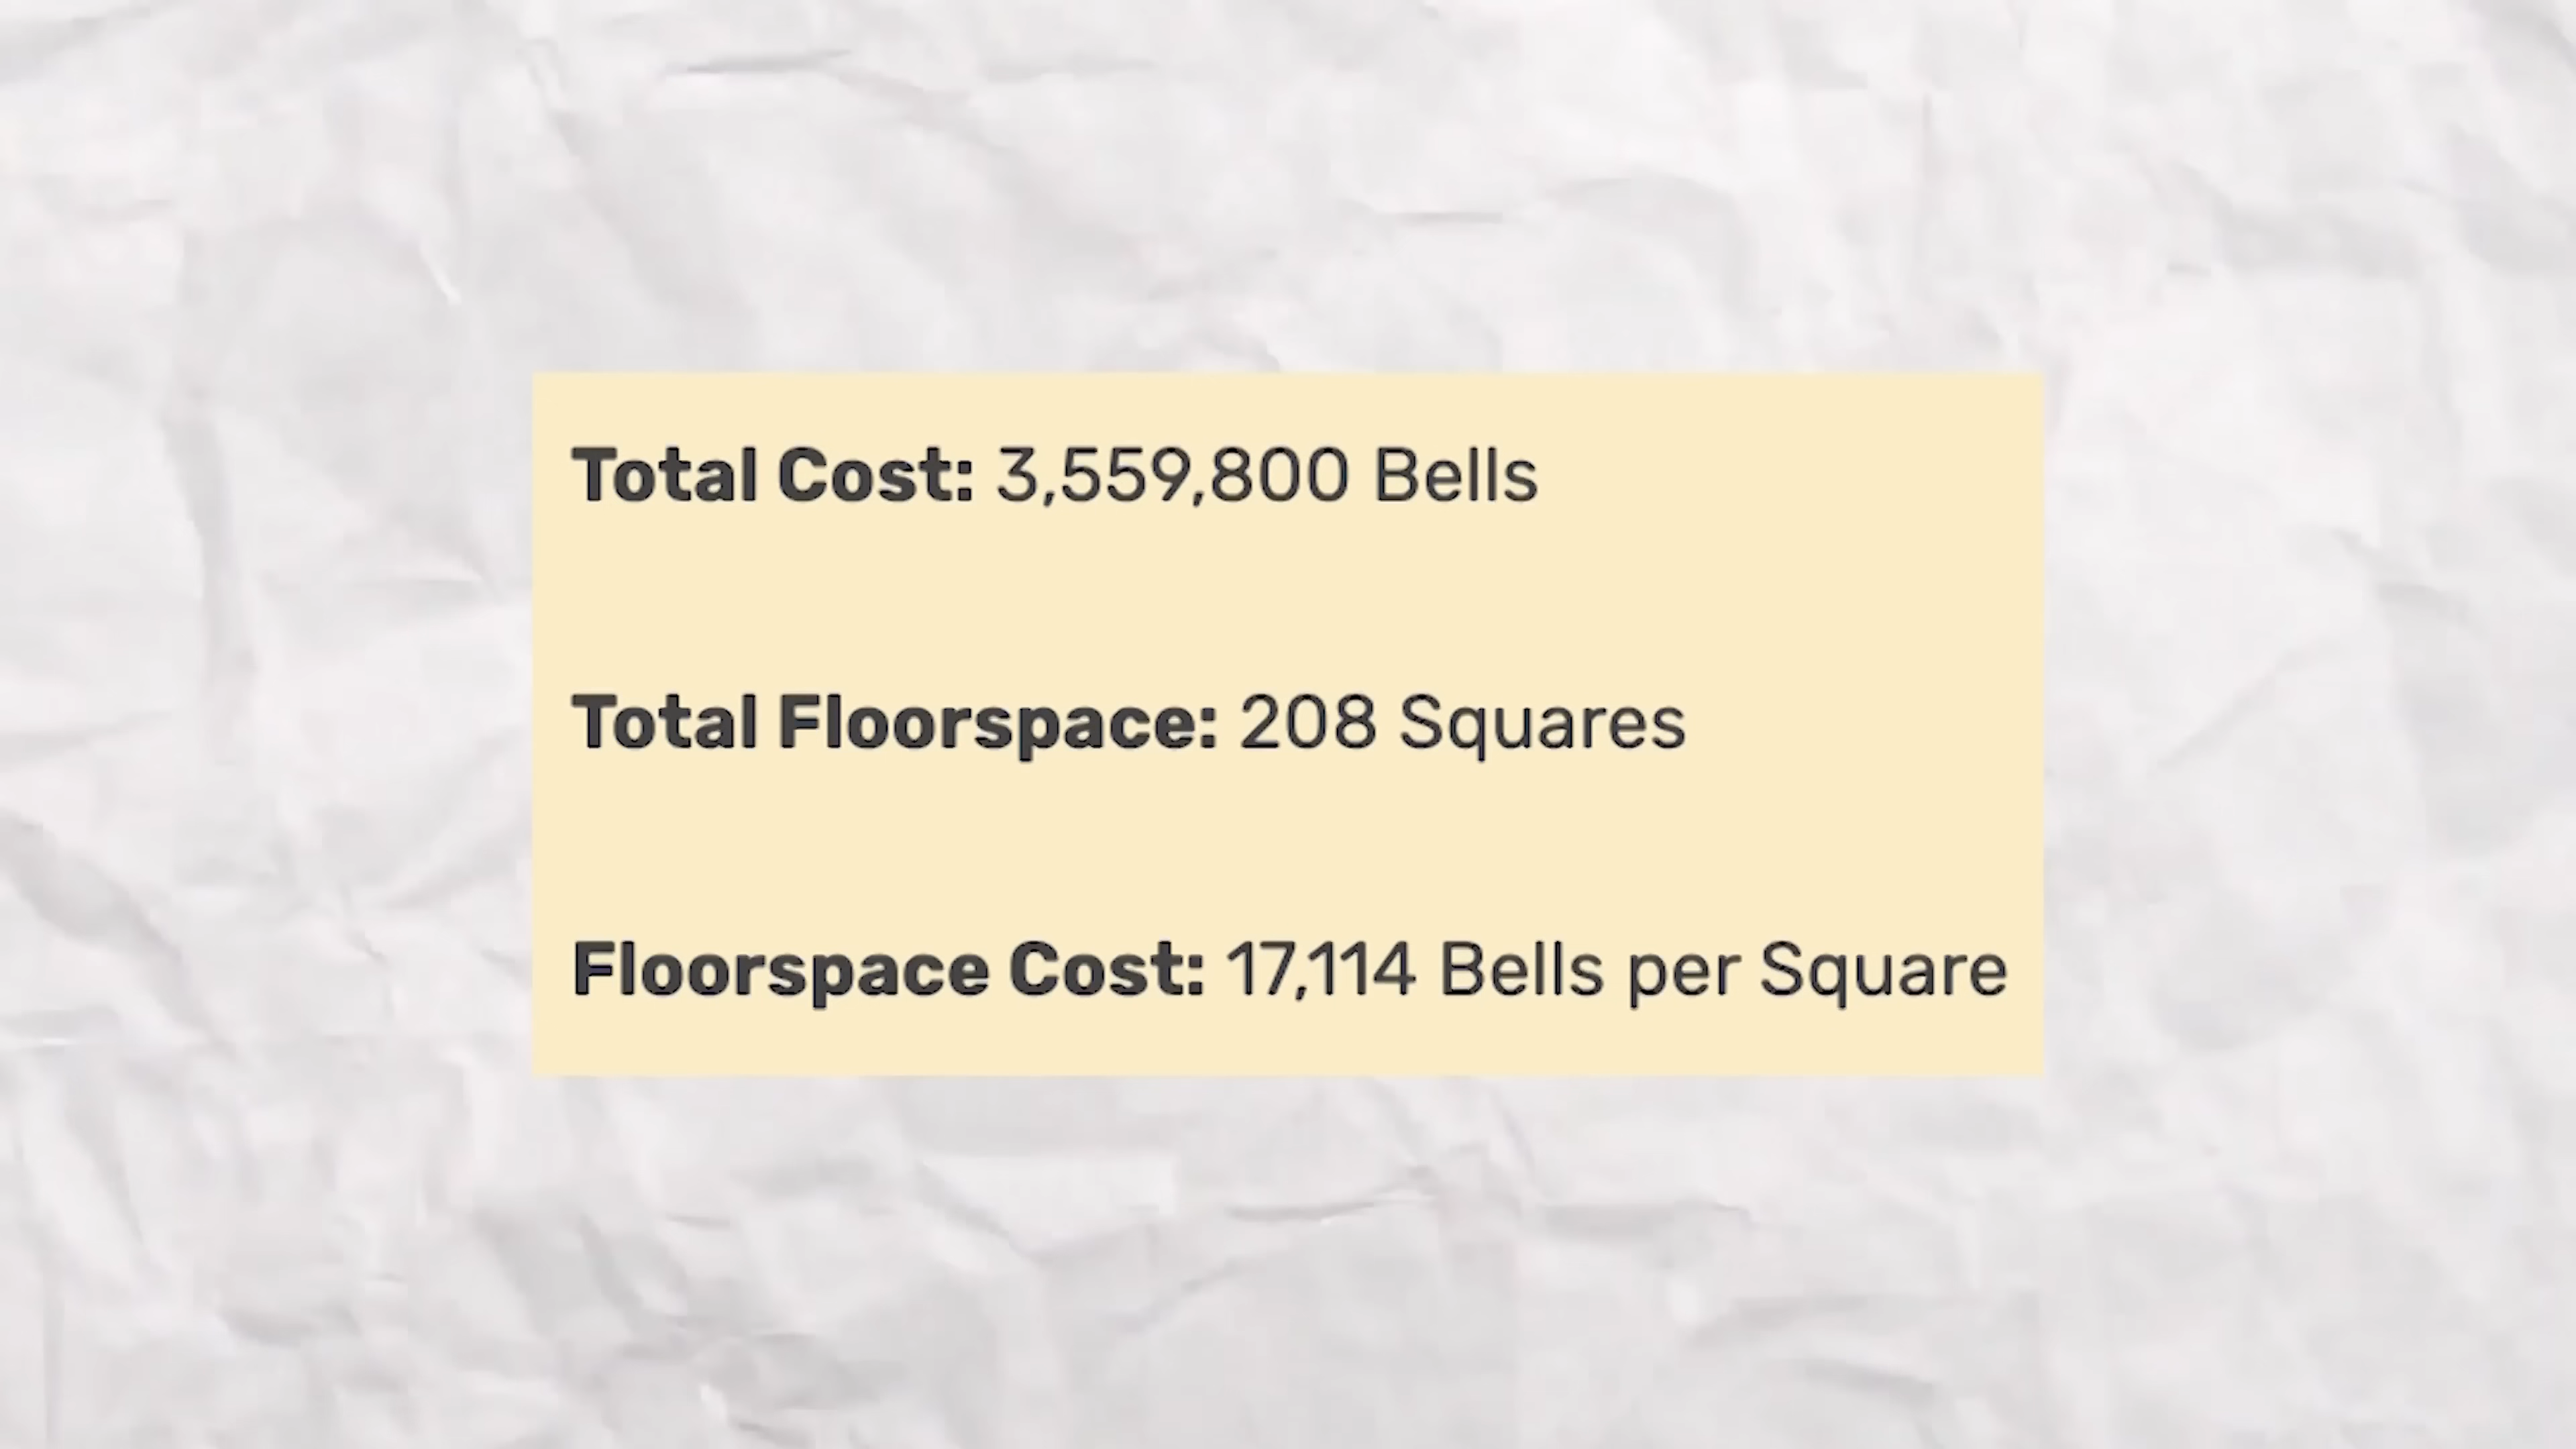 Total Cost: 3,559,800 Bells
Total Floorspace: 208 Squares
Floorspace Cost: 17,114 Bells per Square